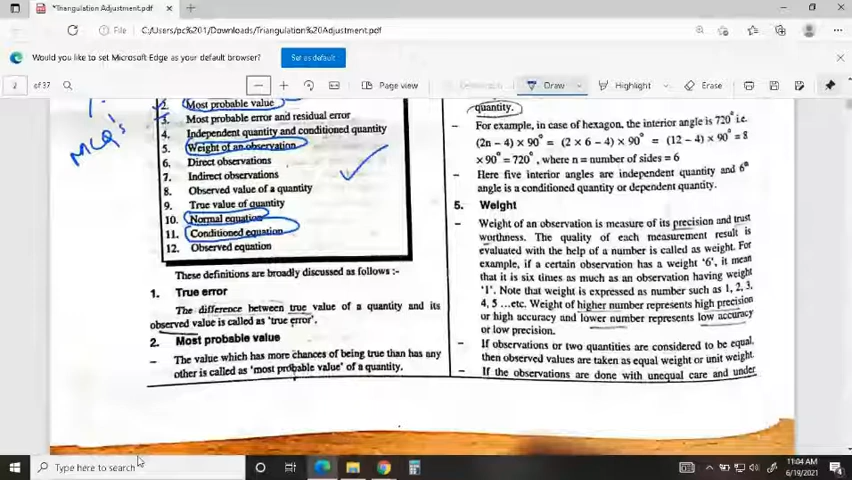 *Triangulation Adjustment.pdf
File
C:/Users/pc%201/Downloads/Triangulation%20Adjustment.pdf
Would you like to set Microsoft Edge as your default browser?
Set as default
of 37
Page view
Draw
Highlight
Erase
MCQ's
2. Most probable value
3. Most probable error and residual error
4. Independent quantity and conditioned quantity
5. Weight of an observation
6. Direct observations
7. Indirect observations
8. Observed value of a quantity
9. True value of quantity
10. Normal equation
11. Conditioned equation
12. Observed equation
These definitions are broadly discussed as follows :-
1. True error
The difference between true value of a quantity and its
observed value is called as 'true error'.
2. Most probable value
– The value which has more chances of being true than has any
other is called as 'most probable value' of a quantity.
quantity.
– For example, in case of hexagon, the interior angle is 720° i.e.
(2n – 4) × 90° = (2 × 6 – 4) × 90° = (12 – 4) × 90° = 8
× 90° = 720°, where n = number of sides = 6
– Here five interior angles are independent quantity and 6th
angle is a conditioned quantity or dependent quantity.
5. Weight
– Weight of an observation is measure of its precision and trust
worthness. The quality of each measurement result is
evaluated with the help of a number is called as weight. For
example, if a certain observation has a weight '6', it mean
that it is six times as much as an observation having weight
'1'. Note that weight is expressed as number such as 1, 2, 3,
4, 5 ...etc. Weight of higher number represents high precision
or high accuracy and lower number represents low accuracy
or low precision.
– If observations or two quantities are considered to be equal,
then observed values are taken as equal weight or unit weight.
– If the observations are done with unequal care and under
Type here to search
11:04 AM
6/19/2021